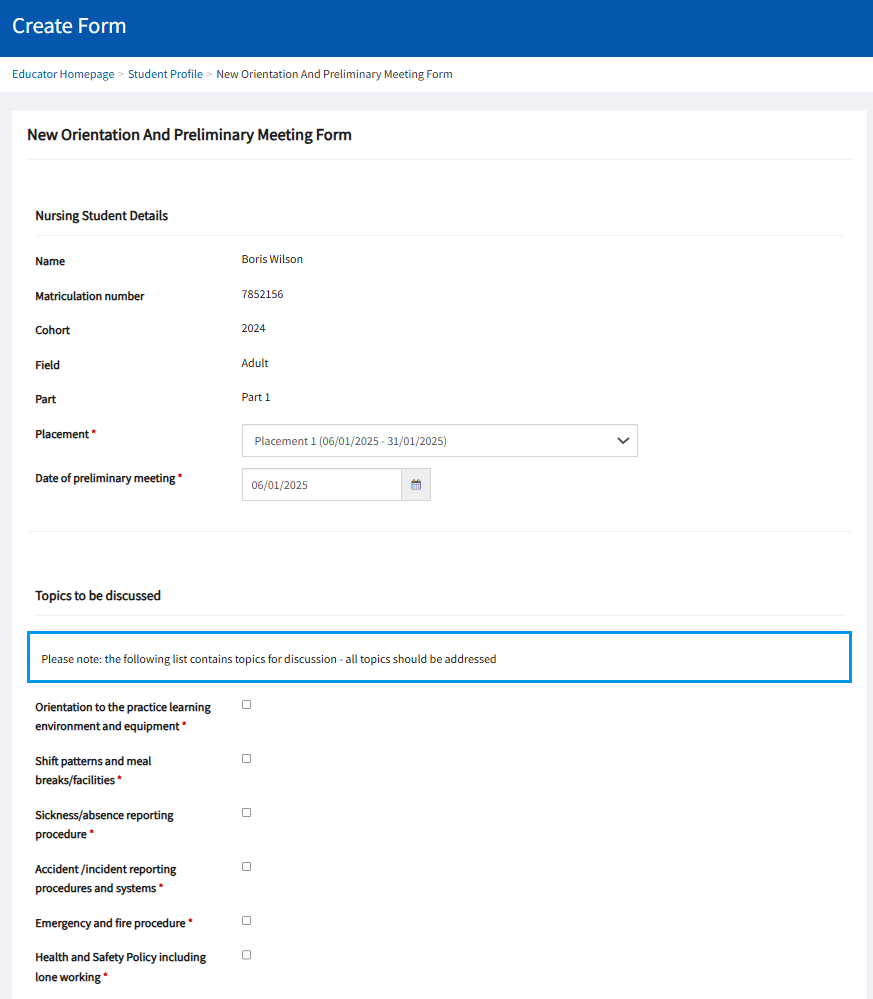 Create Form
Educator Homepage > Student Profile > New Orientation And Preliminary Meeting Form
New Orientation And Preliminary Meeting Form
Nursing Student Details
Name Boris Wilson
Matriculation number 7852156
Cohort 2024
Field Adult
Part Part 1
Placement * Placement 1 (06/01/2025 - 31/01/2025)
Date of preliminary meeting * 06/01/2025
Topics to be discussed
Please note: the following list contains topics for discussion - all topics should be addressed
Orientation to the practice learning
environment and equipment *
Shift patterns and meal
breaks/facilities *
Sickness/absence reporting
procedure *
Accident /incident reporting
procedures and systems *
Emergency and fire procedure *
Health and Safety Policy including
lone working *